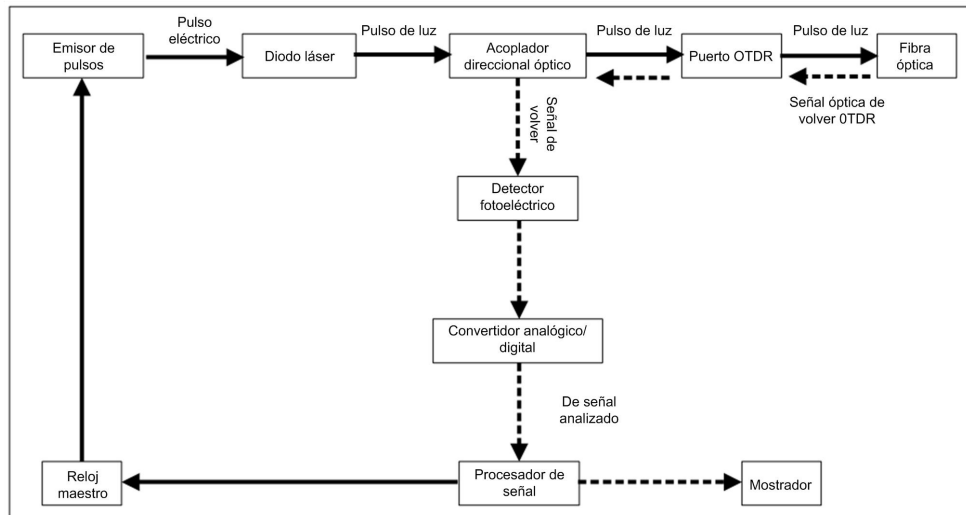 Emisor de
pulsos
Pulso
eléctrico
Diodo láser
Pulso de luz
Acoplador
direccional óptico
Pulso de luz
Puerto OTDR
Pulso de luz
Fibra
óptica
Señal óptica de
volver 0TDR
Señal de
volver
Detector
fotoeléctrico
Convertidor analógico/
digital
De señal
analizado
Reloj
maestro
Procesador de
señal
Mostrador